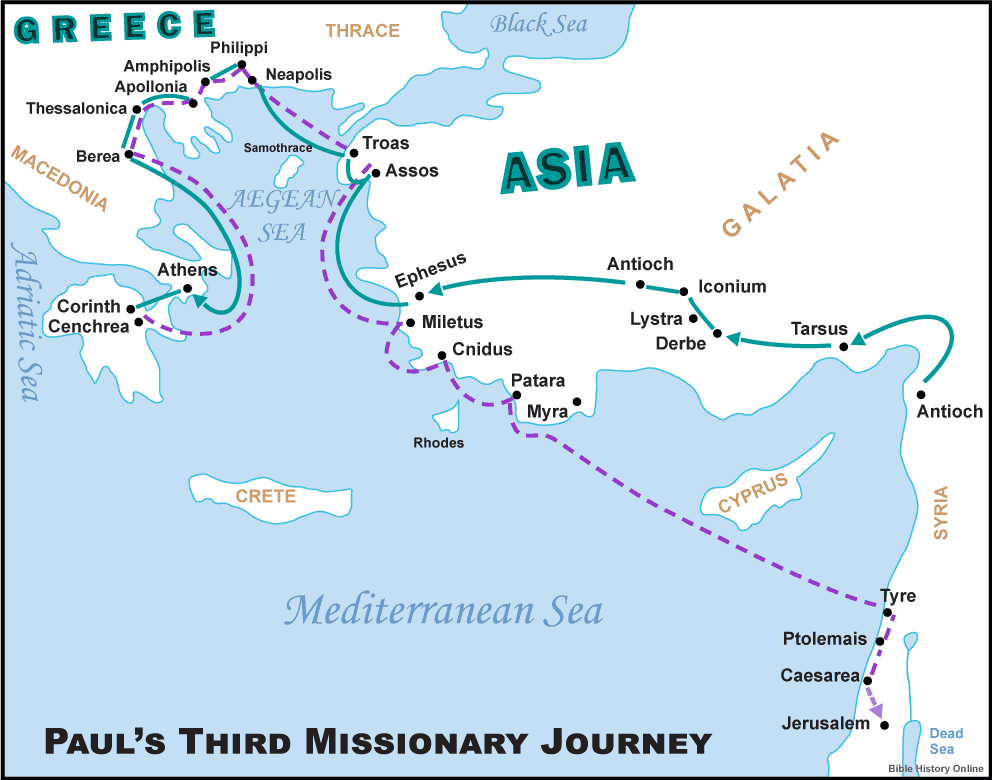 GREECE
THRACE
Black Sea
Philippi
Amphipolis
Neapolis
Apollonia
Thessalonica
Troas
Samothrace
Berea
Assos
ASIA
GALATIA
MACEDONIA
AEGEAN
SEA
Adriatic Sea
Athens
Ephesus
Antioch
Iconium
Corinth
Cenchrea
Miletus
Lystra
Derbe
Tarsus
Cnidus
Patara
Myra
Antioch
Rhodes
CRETE
CYPRUS
SYRIA
Mediterranean Sea
Tyre
Ptolemais
Caesarea
Jerusalem
Dead
Sea
PAUL'S THIRD MISSIONARY JOURNEY
Bible History Online